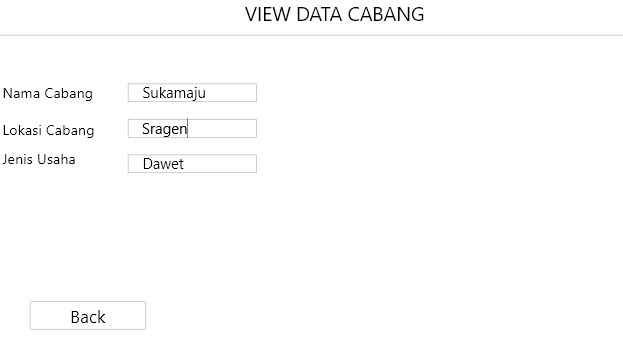 VIEW DATA CABANG
Nama Cabang Sukamaju
Lokasi Cabang Sragen
Jenis Usaha Dawet
Back